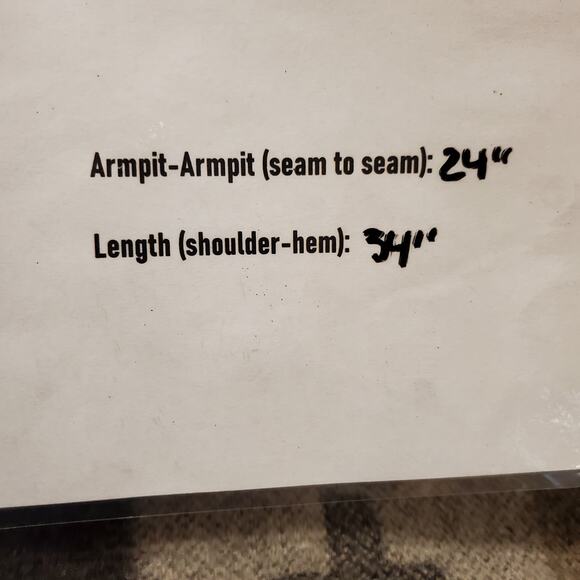 Armpit-Armpit (seam to seam): 24"
Length (shoulder-hem): 34"